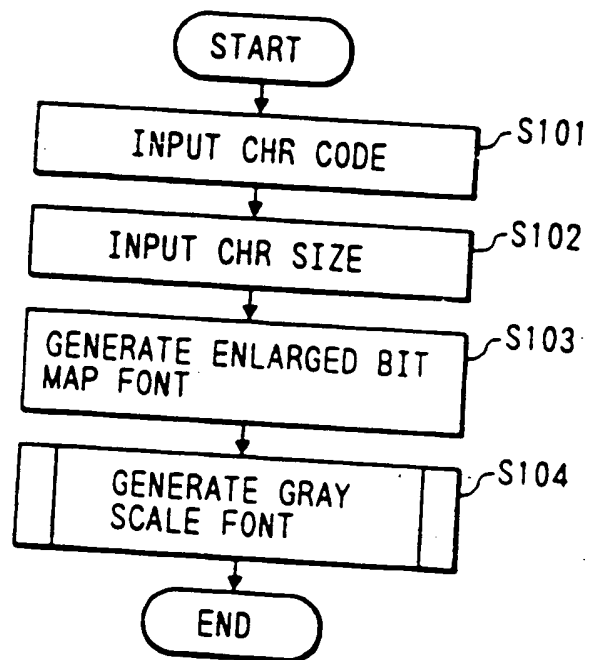 START
INPUT CHR CODE
S101
INPUT CHR SIZE
S102
GENERATE ENLARGED BIT
MAP FONT
S103
GENERATE GRAY
SCALE FONT
S104
END